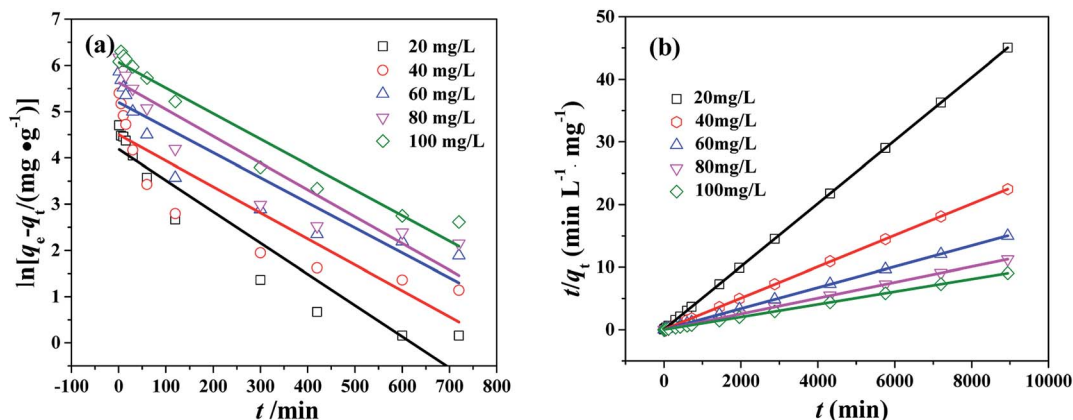 (a)
20 mg/L
40 mg/L
60 mg/L
80 mg/L
100 mg/L
ln[qe-qt/(mg •g-1)]
7
6
5
4
3
2
1
0
-100 0 100 200 300 400 500 600 700 800
t /min
(b)
20mg/L
40mg/L
60mg/L
80mg/L
100mg/L
t/qt (min L-1· mg-1)
50
40
30
20
10
0
0 2000 4000 6000 8000 10000
t (min)